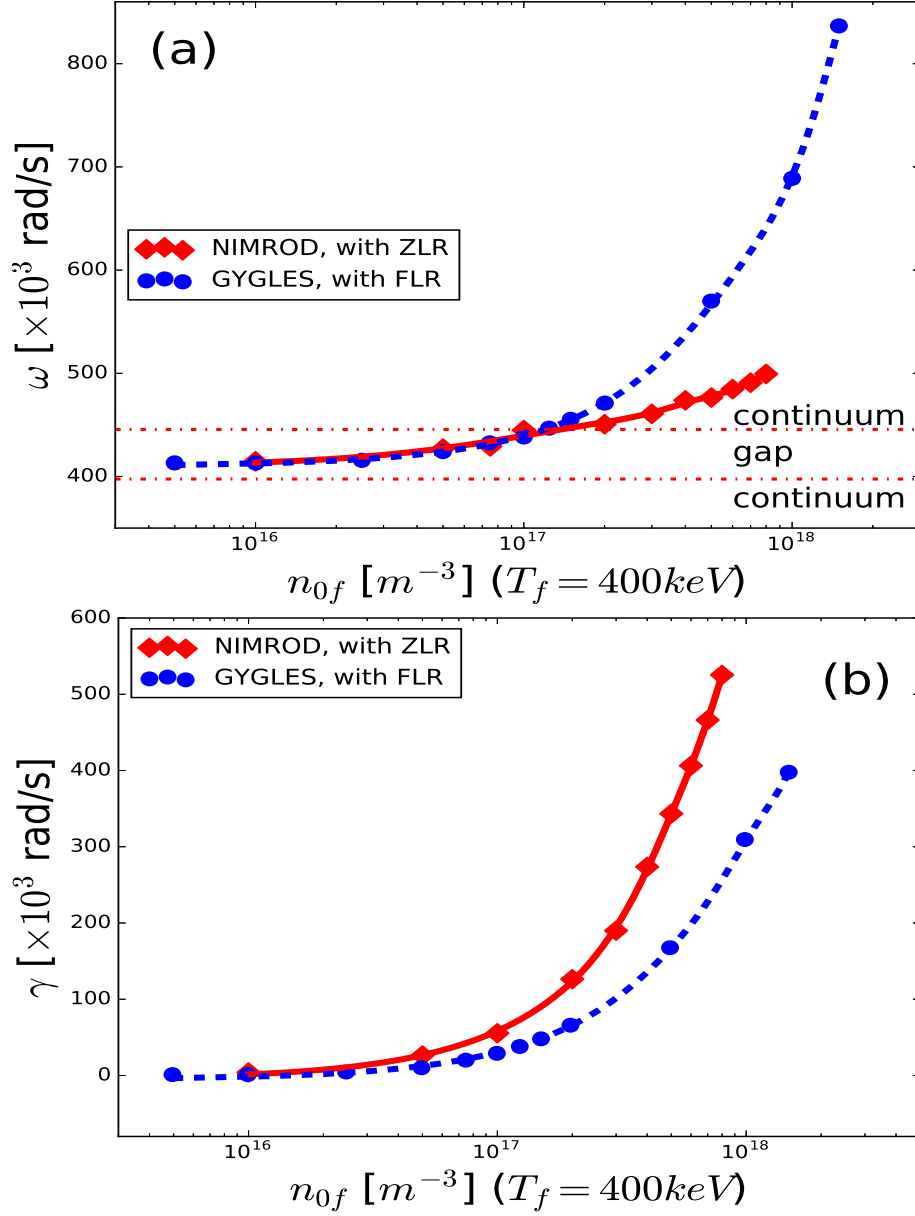 (a)
800
700
600
500
400
ω [×10³ rad/s]
NIMROD, with ZLR
GYGLES, with FLR
continuum
gap
continuum
10¹⁶ 10¹⁷ 10¹⁸
n₀f [m⁻³] (T_f = 400keV)
(b)
600
500
400
300
200
100
0
γ [×10³ rad/s]
NIMROD, with ZLR
GYGLES, with FLR
10¹⁶ 10¹⁷ 10¹⁸
n₀f [m⁻³] (T_f = 400keV)